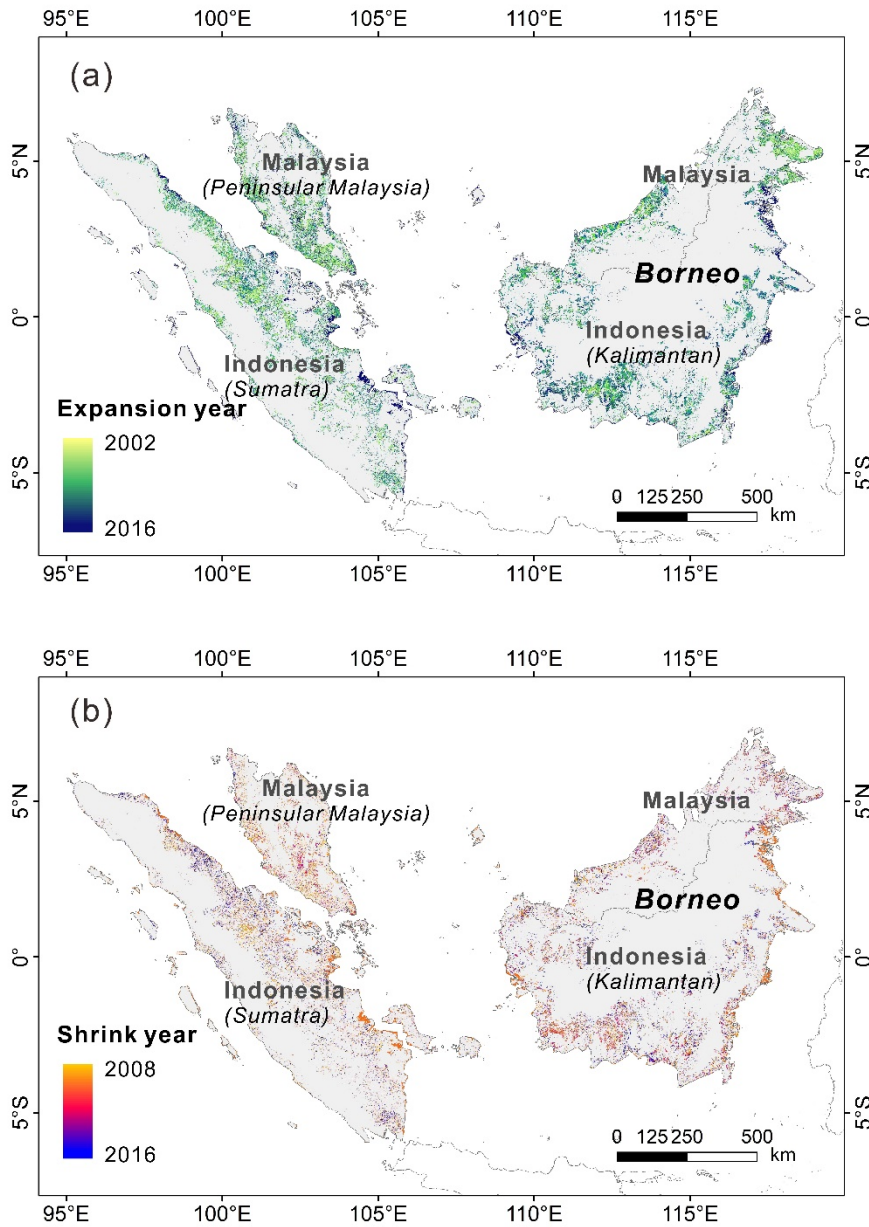 95°E 100°E 105°E 110°E 115°E
(a)
5°N 5°N
Malaysia
(Peninsular Malaysia)
Malaysia
Borneo
0° 0°
Indonesia
(Kalimantan)
Indonesia
(Sumatra)
Expansion year
2002
2016
5°S 5°S
0 125 250 500
km
95°E 100°E 105°E 110°E 115°E
95°E 100°E 105°E 110°E 115°E
(b)
5°N 5°N
Malaysia
(Peninsular Malaysia)
Malaysia
Borneo
0° 0°
Indonesia
(Kalimantan)
Indonesia
(Sumatra)
Shrink year
2008
2016
5°S 5°S
0 125 250 500
km
95°E 100°E 105°E 110°E 115°E